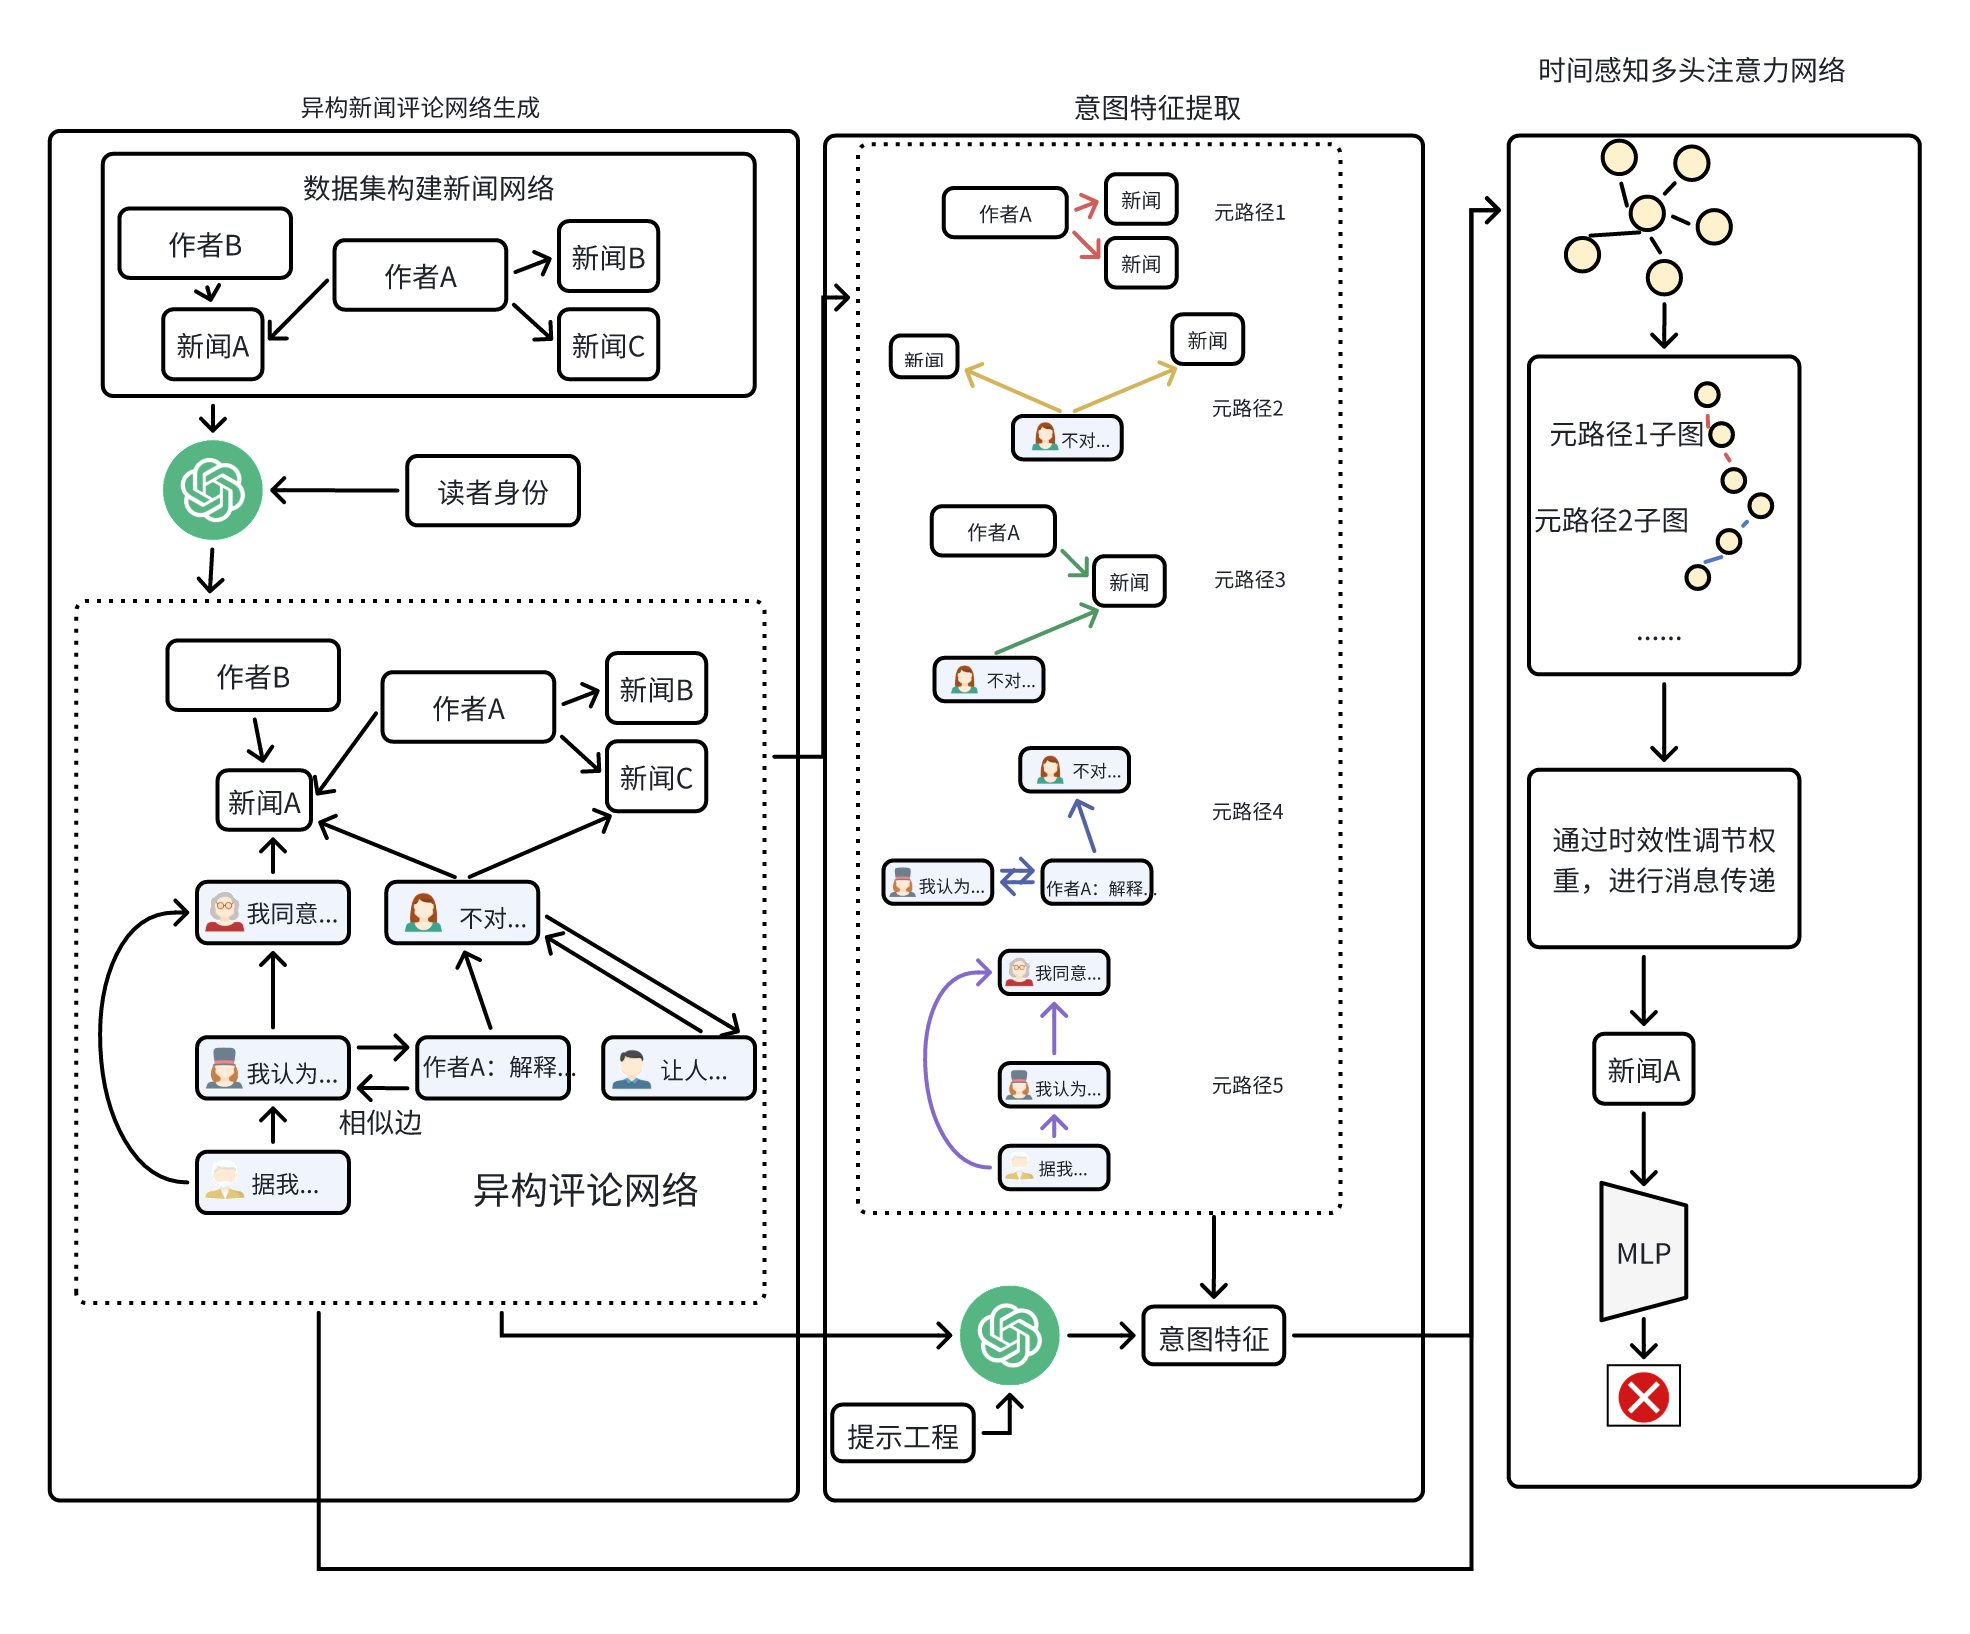 异构新闻评论网络生成
数据集构建新闻网络
作者B
作者A
新闻B
新闻A
新闻C
读者身份
作者B
作者A
新闻B
新闻C
新闻A
我同意...
不对...
我认为...
作者A：解释...
让人...
相似边
据我...
异构评论网络
意图特征提取
作者A
新闻
新闻
元路径1
新闻
新闻
不对...
元路径2
作者A
新闻
不对...
元路径3
不对...
我认为...
作者A：解释...
元路径4
我同意...
我认为...
据我...
元路径5
意图特征
提示工程
时间感知多头注意力网络
元路径1子图
元路径2子图
......
通过时效性调节权
重，进行消息传递
新闻A
MLP